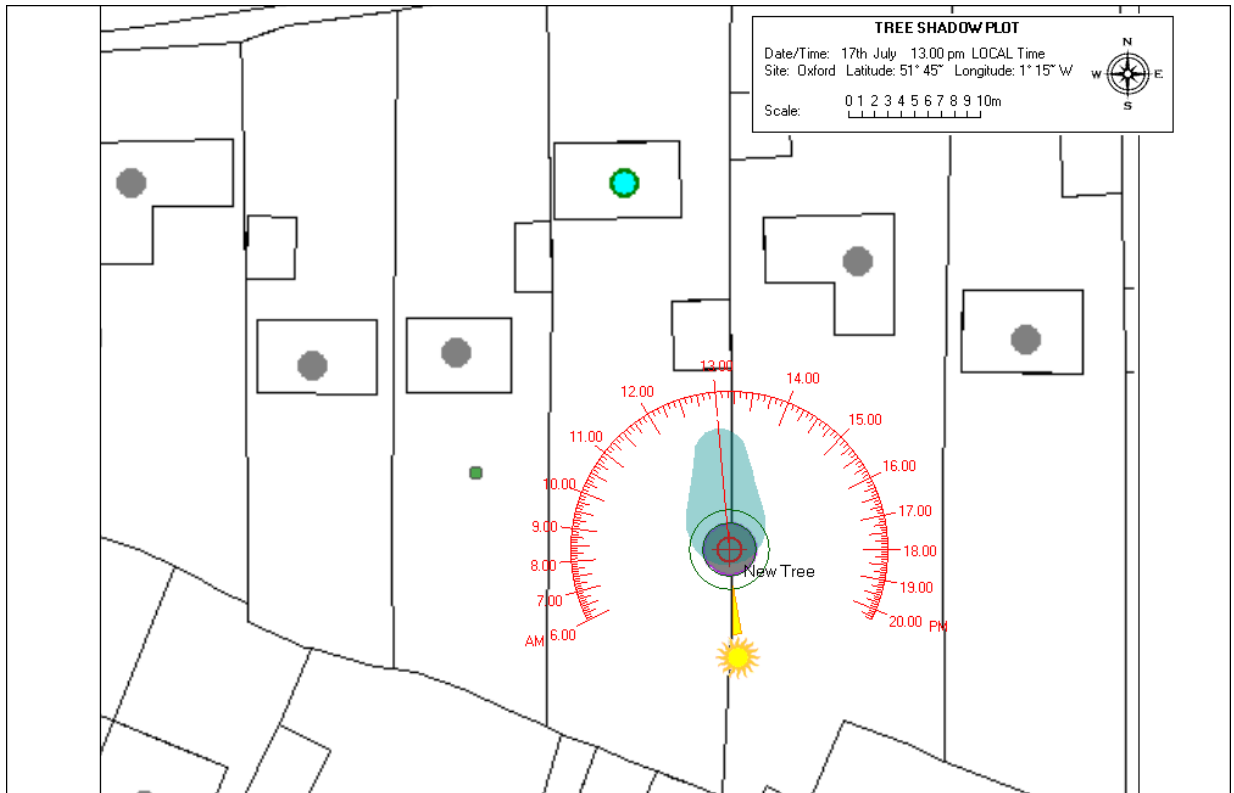 TREE SHADOW PLOT
Date/Time: 17th July 13.00 pm LOCAL Time
Site: Oxford Latitude: 51° 45~ Longitude: 1° 15~ W
Scale: 0 1 2 3 4 5 6 7 8 9 10m
N
W E
S
13.00
12.00
14.00
11.00
15.00
10.00
16.00
9.00
17.00
8.00
18.00
New Tree
7.00
19.00
AM 6.00
20.00 PM